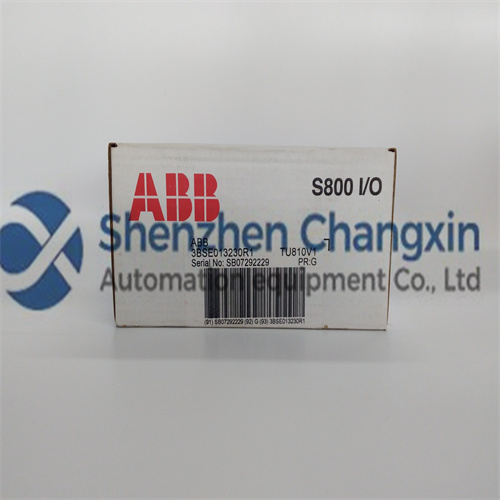 ABB
S800 I/O
Shenzhen Changxin
Automation equipment Co., Ltd
ABB
3BSE013230R1 TU810V1
Serial No: SB07292229 PR:G
(91) SB07292229 (92) G (93) 3BSE013230R1